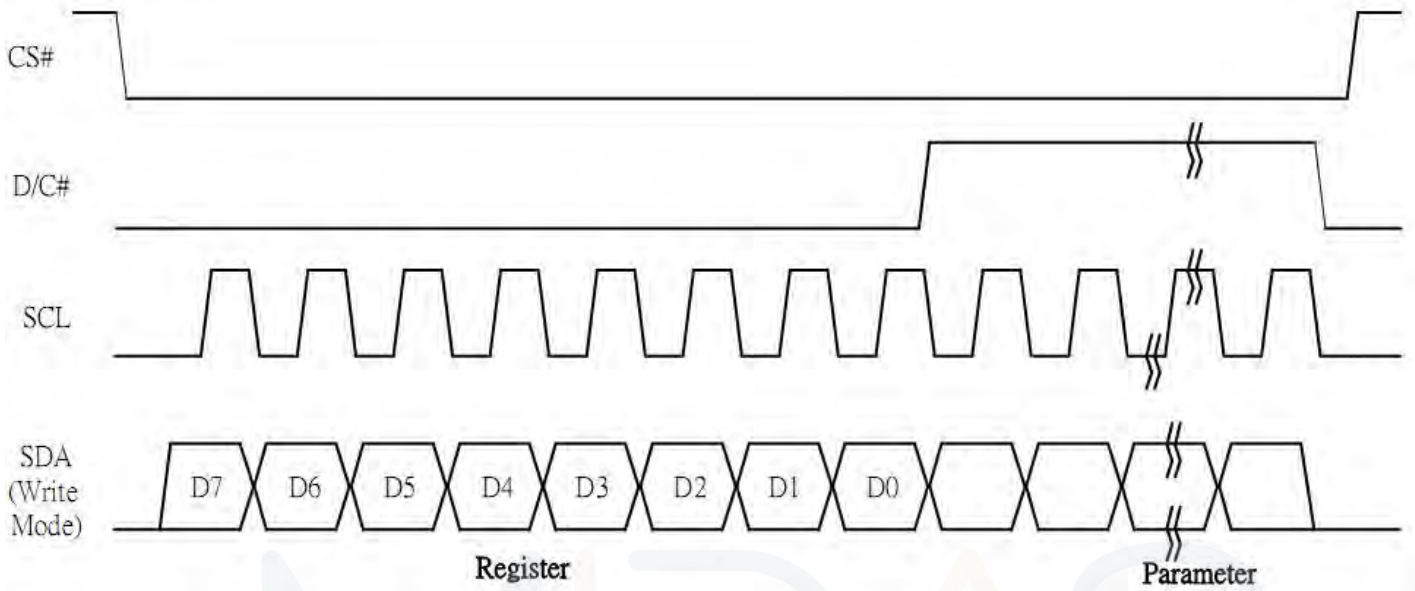 CS#
D/C#
SCL
SDA
(Write
Mode)
D7 D6 D5 D4 D3 D2 D1 D0
Register
Parameter